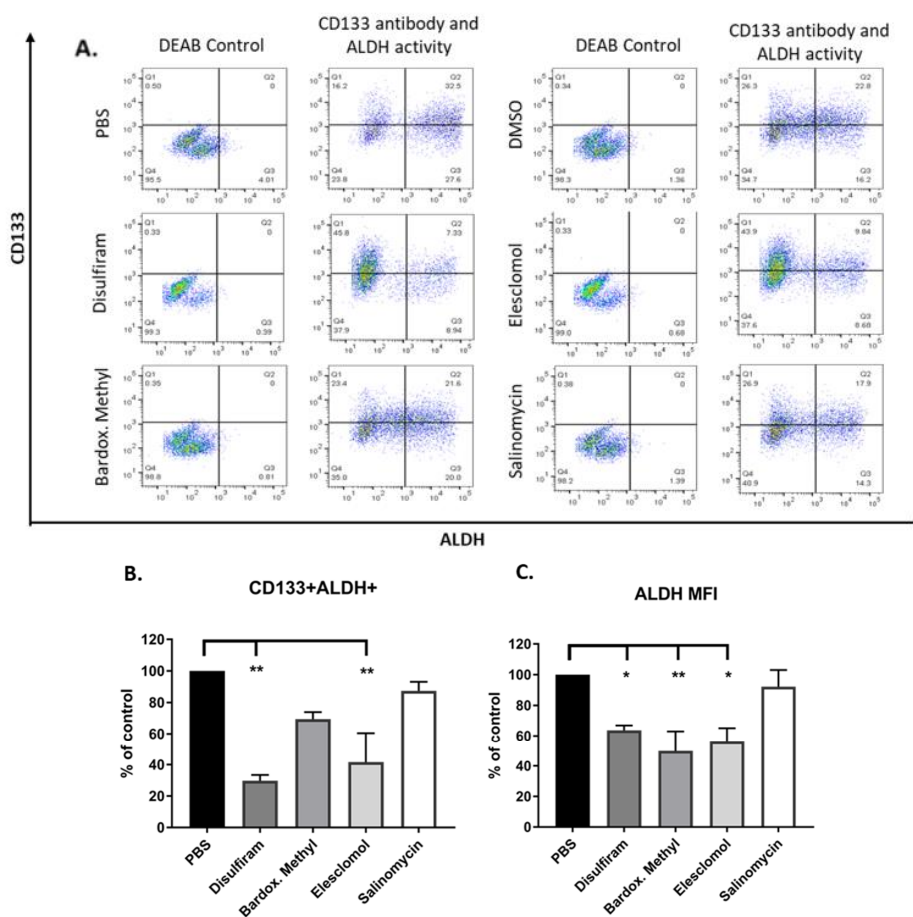 A.
DEAB Control
CD133 antibody and
ALDH activity
DEAB Control
CD133 antibody and
ALDH activity
CD133
PBS
Q1
0.50
Q2
0
Q4
95.5
Q3
4.01
Q1
16.2
Q2
32.5
Q4
23.8
Q3
27.6
DMSO
Q1
0.34
Q2
0
Q4
98.3
Q3
1.36
Q1
26.3
Q2
22.8
Q4
34.7
Q3
16.2
Disulfiram
Q1
0.33
Q2
0
Q4
99.3
Q3
0.39
Q1
45.8
Q2
7.33
Q4
37.9
Q3
8.94
Elesclomol
Q1
0.33
Q2
0
Q4
99.0
Q3
0.68
Q1
43.9
Q2
9.84
Q4
37.6
Q3
8.68
Bardox. Methyl
Q1
0.35
Q2
0
Q4
98.8
Q3
0.81
Q1
23.4
Q2
21.6
Q4
35.0
Q3
20.0
Salinomycin
Q1
0.38
Q2
0
Q4
98.2
Q3
1.39
Q1
26.9
Q2
17.9
Q4
40.9
Q3
14.3
ALDH
B.
CD133+ALDH+
% of control
120
100
80
60
40
20
0
** **
PBS
Disulfiram
Bardox. Methyl
Elesclomol
Salinomycin
C.
ALDH MFI
% of control
120
100
80
60
40
20
0
* ** *
PBS
Disulfiram
Bardox. Methyl
Elesclomol
Salinomycin